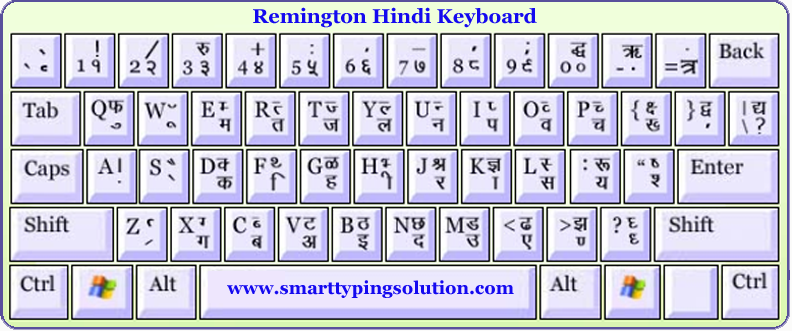 Remington Hindi Keyboard
! / रु + : ' - ' ; द्ध ऋ . Back
1 १ 2 २ 3 ३ 4 ४ 5 ५ 6 ६ 7 ७ 8 ८ 9 ९ 0 ० - . = त्र
Tab Q फ W E म R त T ज Y ल U न I प O व P च { क्ष ख् } द्व | द्य \ ?
Caps A । S D क्क F थ् G ळ H J श्र K ज्ञ L : रू " Enter
क ि ह ी र ा स य श्
Shift Z X ग C ब V ट B ठ N छ M ड < ढ > झ ? Shift
अ इ द उ ए ण्
Ctrl Alt www.smarttypingsolution.com Alt Ctrl